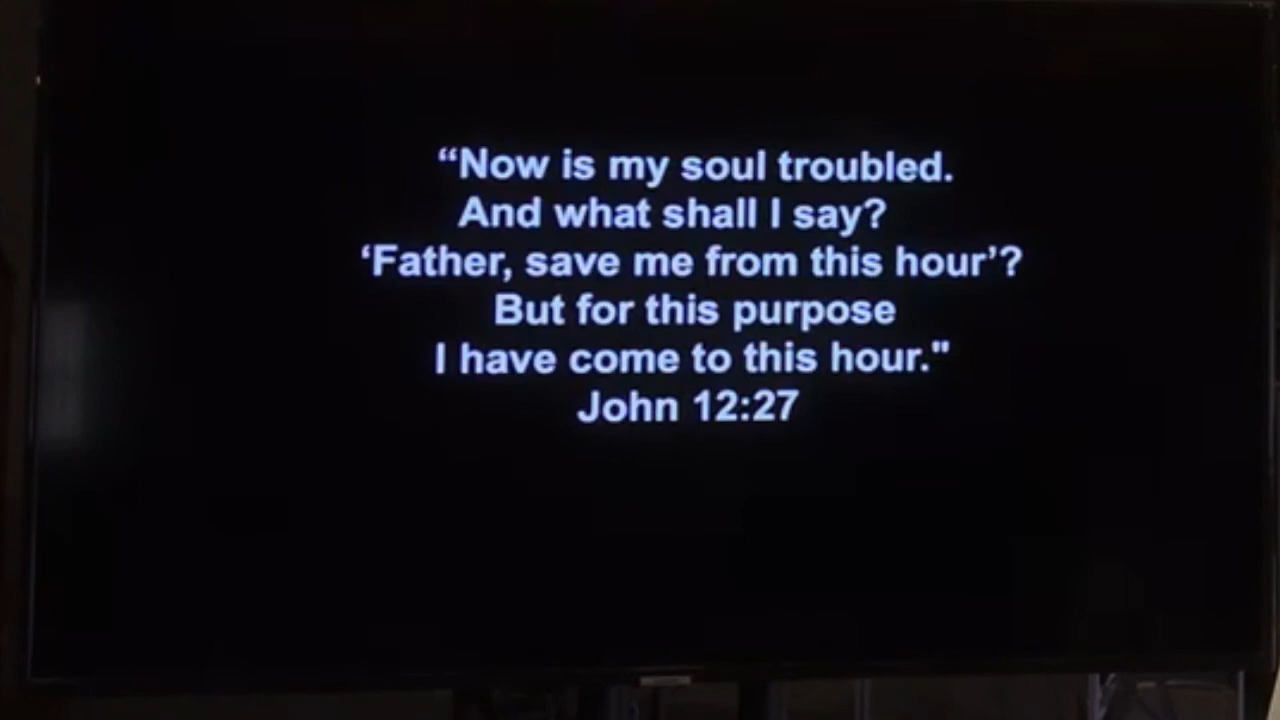 “Now is my soul troubled.
And what shall I say?
‘Father, save me from this hour’?
But for this purpose
I have come to this hour."
John 12:27